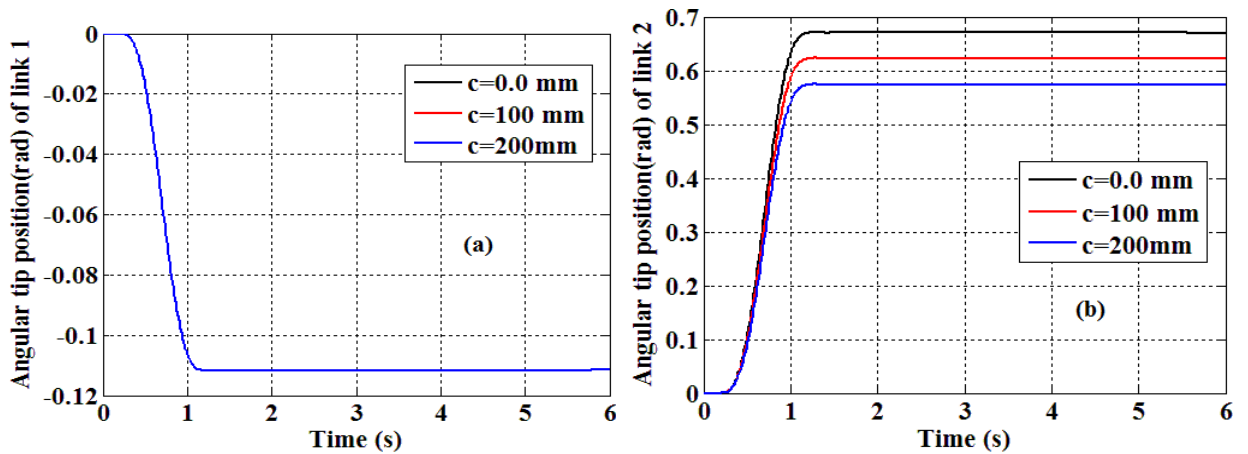 Angular tip position(rad) of link 1
0
-0.02
-0.04
-0.06
-0.08
-0.1
-0.12
c=0.0 mm
c=100 mm
c=200mm
(a)
0 1 2 3 4 5 6
Time (s)
Angular tip position(rad) of link 2
0.7
0.6
0.5
0.4
0.3
0.2
0.1
0
c=0.0 mm
c=100 mm
c=200mm
(b)
0 1 2 3 4 5 6
Time (s)